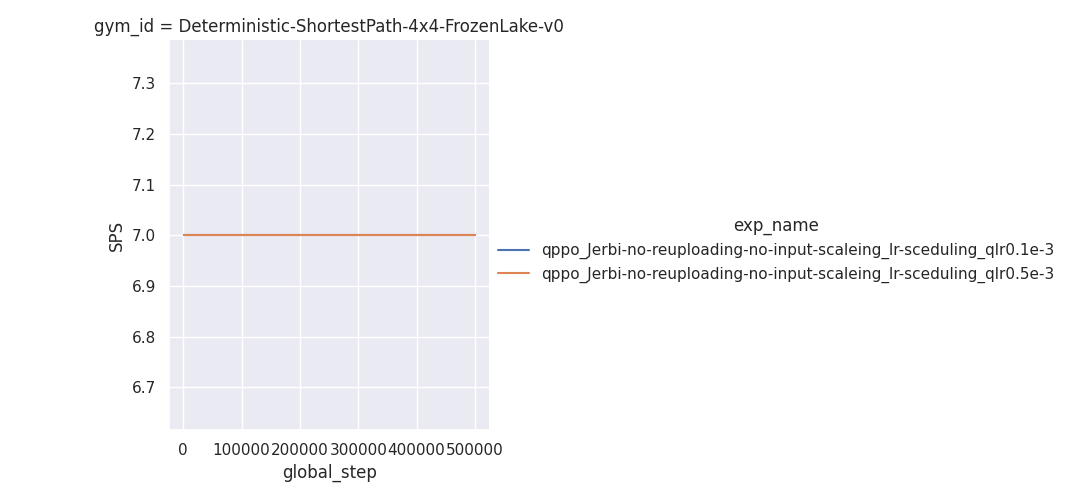 gym_id = Deterministic-ShortestPath-4x4-FrozenLake-v0
7.3
7.2
7.1
7.0
6.9
6.8
6.7
SPS
0 100000 200000 300000 400000 500000
global_step
exp_name
qppo_Jerbi-no-reuploading-no-input-scaleing_lr-sceduling_qlr0.1e-3
qppo_Jerbi-no-reuploading-no-input-scaleing_lr-sceduling_qlr0.5e-3